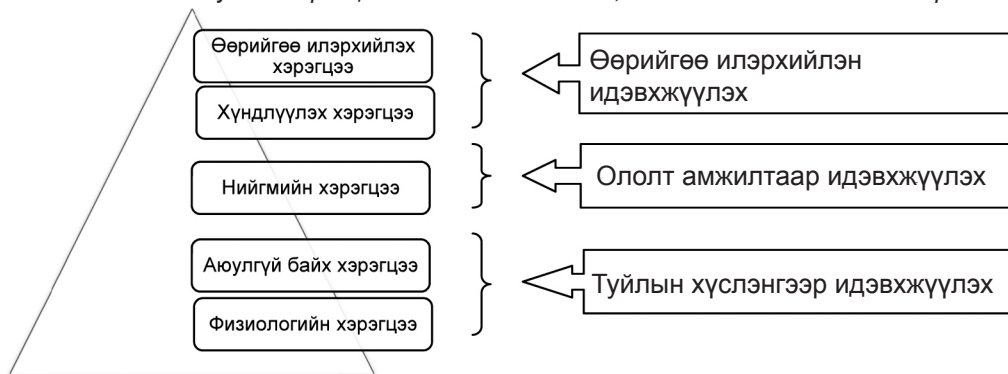 Өөрийгөө илэрхийлэх
хэрэгцээ
Хүндлүүлэх хэрэгцээ
Нийгмийн хэрэгцээ
Аюулгүй байх хэрэгцээ
Физиологийн хэрэгцээ
Өөрийгөө илэрхийлэн
идэвхжүүлэх
Ололт амжилтаар идэвхжүүлэх
Туйлын хүслэнгээр идэвхжүүлэх